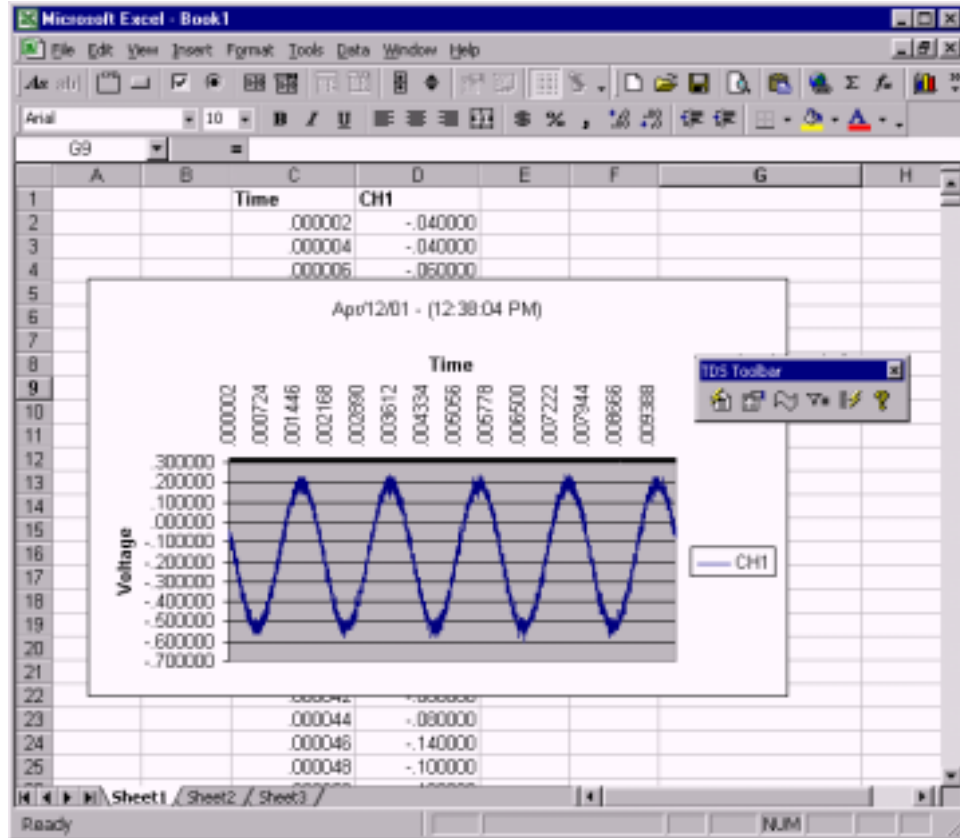 Microsoft Excel - Book1
File Edit View Insert Format Tools Data Window Help
Arial 10 B I U $ % ,
G9 =
A B C D E F G H
1 Time CH1
2 .000002 -.040000
3 .000004 -.040000
4 .000006 -.060000
5
6
7
8
9
10
11
12
13
14
15
16
17
18
19
20
21
22
23 .000044 -.080000
24 .000046 -.140000
25 .000048 -.100000
Apr/12/01 - (12:38:04 PM)
Time
.000002 .000724 .001446 .002168 .002890 .003612 .004334 .005056 .005778 .006500 .007222 .007944 .008666 .009388
Voltage
.300000
.200000
.100000
.000000
-.100000
-.200000
-.300000
-.400000
-.500000
-.600000
-.700000
CH1
TDS Toolbar
Sheet1 / Sheet2 / Sheet3 /
Ready NUM